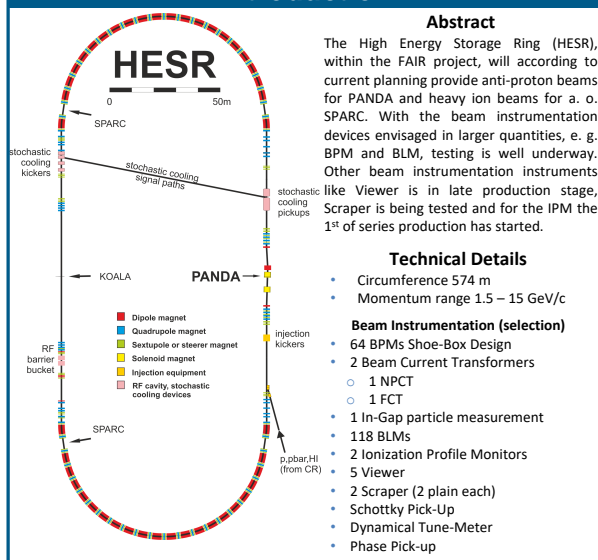 HESR
0
50m
SPARC
stochastic
cooling
kickers
stochastic cooling
signal paths
stochastic
cooling
pickups
KOALA
PANDA
Dipole magnet
Quadrupole magnet
Sextupole or steerer magnet
Solenoid magnet
Injection equipment
RF cavity, stochastic
cooling devices
RF
barrier
bucket
injection
kickers
SPARC
p,pbar,HI
(from CR)
Abstract
The High Energy Storage Ring (HESR),
within the FAIR project, will according to
current planning provide anti-proton beams
for PANDA and heavy ion beams for a. o.
SPARC. With the beam instrumentation
devices envisaged in larger quantities, e. g.
BPM and BLM, testing is well underway.
Other beam instrumentation instruments
like Viewer is in late production stage,
Scraper is being tested and for the IPM the
1st of series production has started.
Technical Details
• Circumference 574 m
• Momentum range 1.5 – 15 GeV/c
Beam Instrumentation (selection)
• 64 BPMs Shoe-Box Design
• 2 Beam Current Transformers
o 1 NPCT
o 1 FCT
• 1 In-Gap particle measurement
• 118 BLMs
• 2 Ionization Profile Monitors
• 5 Viewer
• 2 Scraper (2 plain each)
• Schottky Pick-Up
• Dynamical Tune-Meter
• Phase Pick-up